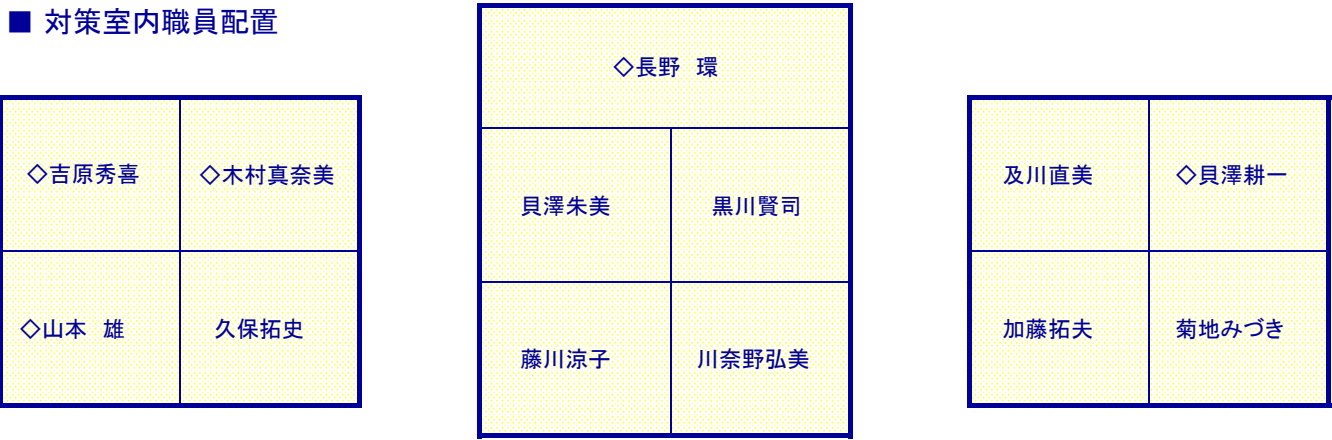 ■ 対策室内職員配置
◇長野　環
◇吉原秀喜
◇木村真奈美
貝澤朱美
黒川賢司
及川直美
◇貝澤耕一
◇山本　雄
久保拓史
藤川涼子
川奈野弘美
加藤拓夫
菊地みづき